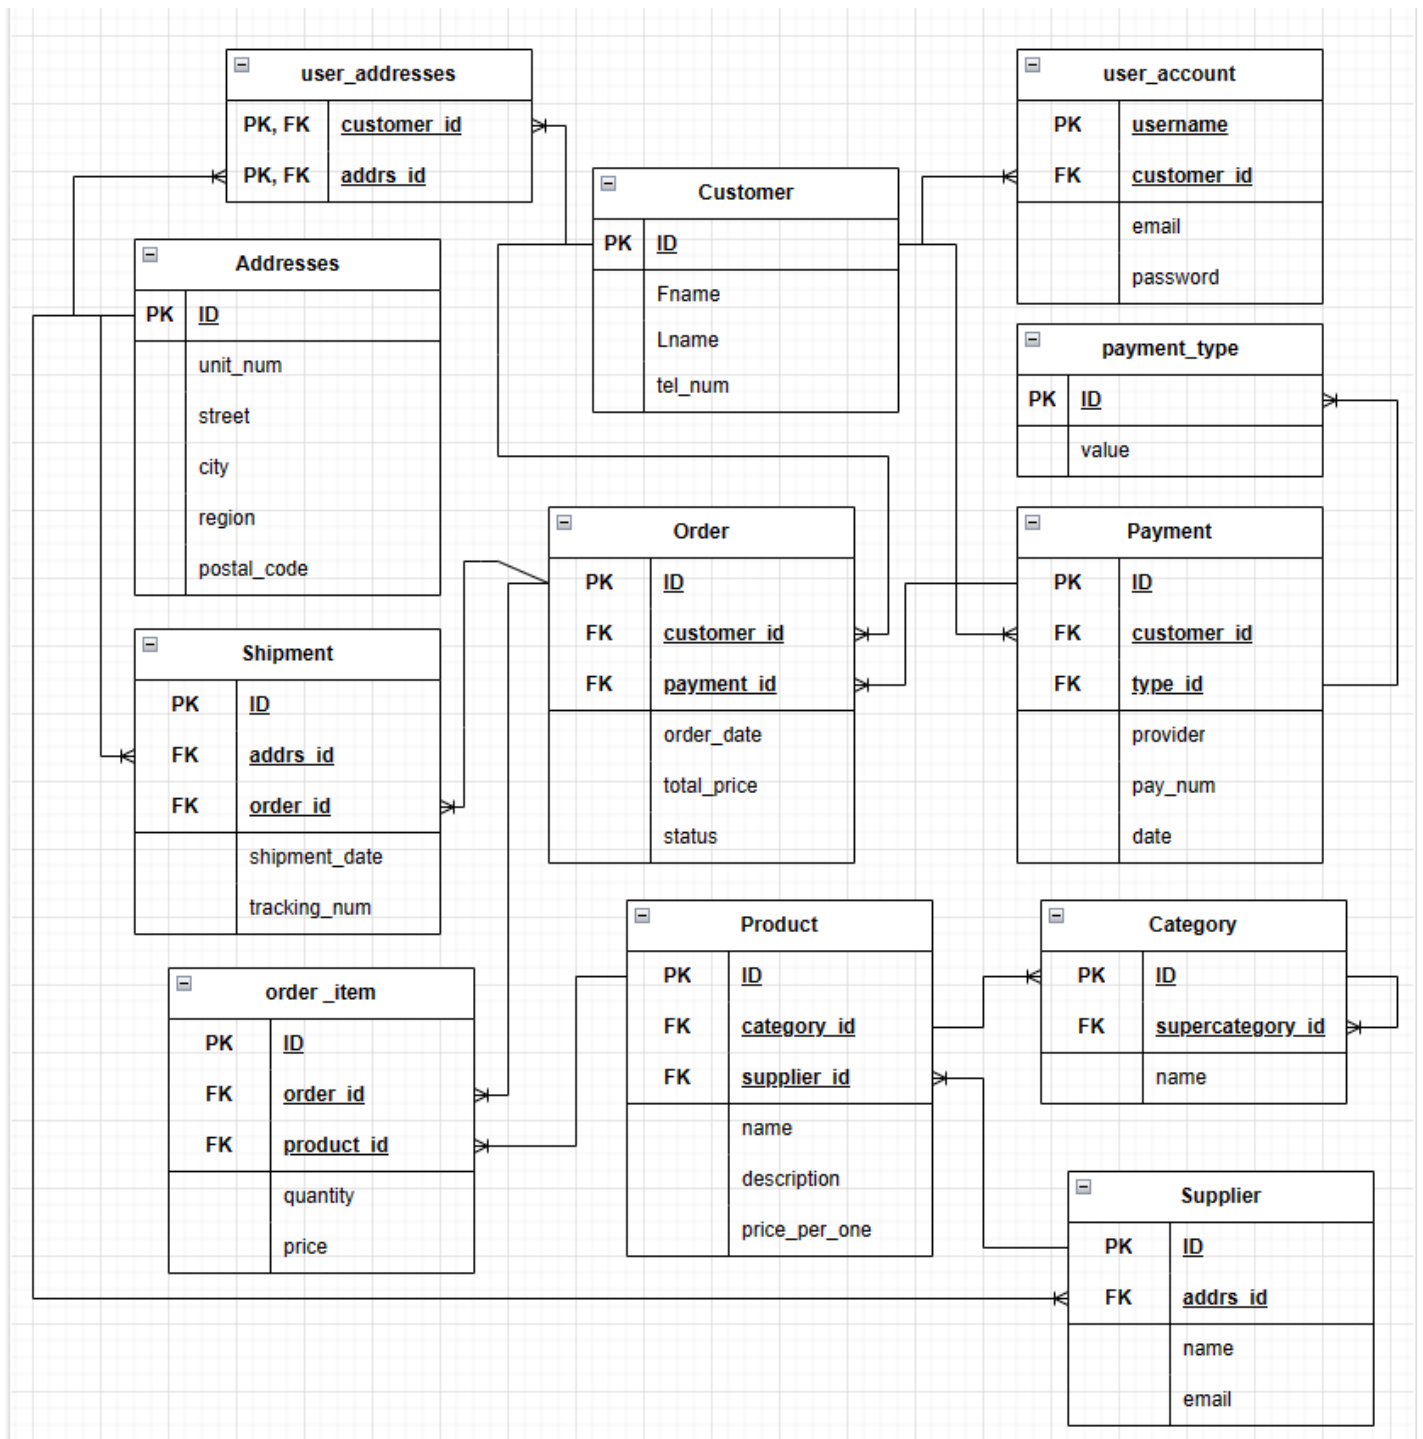 user_addresses
PK, FK customer_id
PK, FK addrs_id
user_account
PK username
FK customer_id
email
password
Customer
PK ID
Fname
Lname
tel_num
Addresses
PK ID
unit_num
street
city
region
postal_code
payment_type
PK ID
value
Order
PK ID
FK customer_id
FK payment_id
order_date
total_price
status
Payment
PK ID
FK customer_id
FK type_id
provider
pay_num
date
Shipment
PK ID
FK addrs_id
FK order_id
shipment_date
tracking_num
Product
PK ID
FK category_id
FK supplier_id
name
description
price_per_one
Category
PK ID
FK supercategory_id
name
order _item
PK ID
FK order_id
FK product_id
quantity
price
Supplier
PK ID
FK addrs_id
name
email